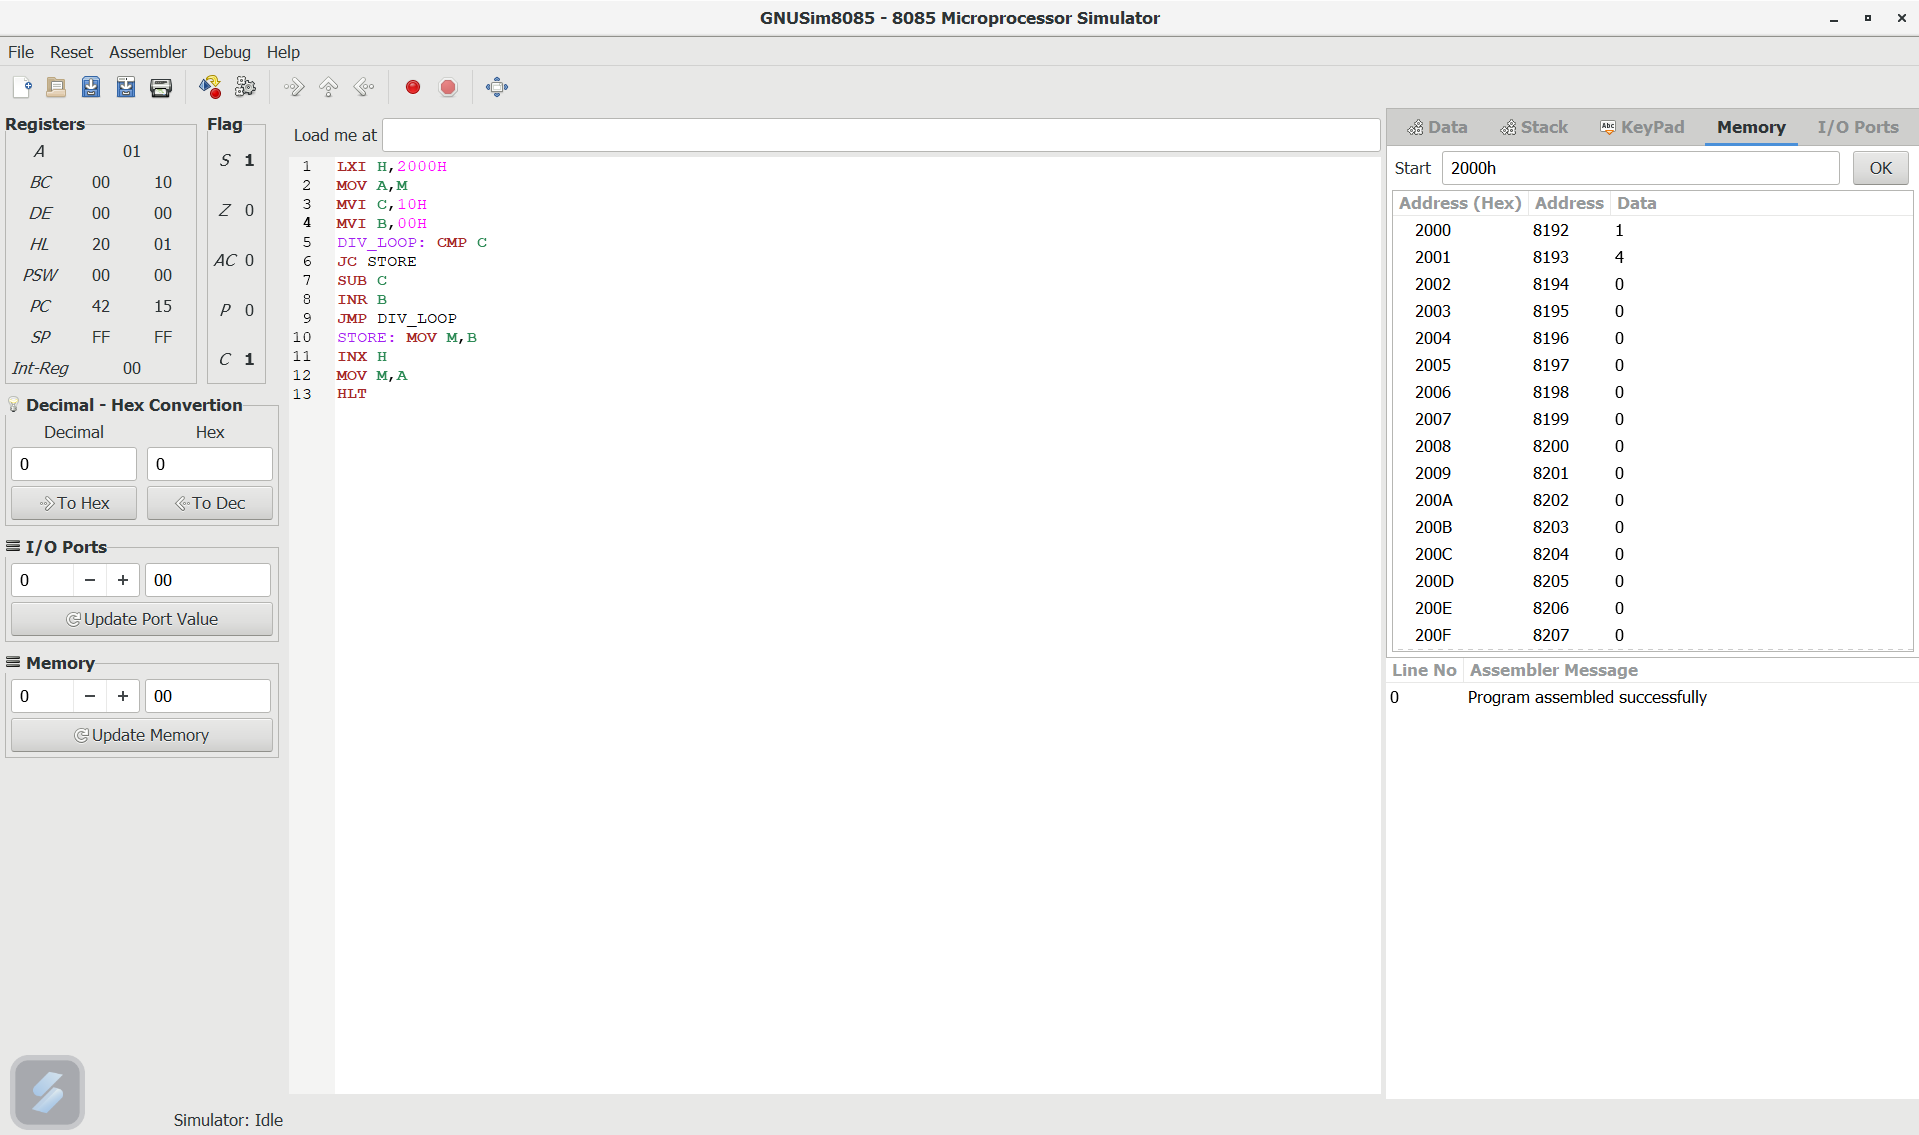 GNUSim8085 - 8085 Microprocessor Simulator
File Reset Assembler Debug Help
Registers
A 01
BC 00 10
DE 00 00
HL 20 01
PSW 00 00
PC 42 15
SP FF FF
Int-Reg 00
Flag
S 1
Z 0
AC 0
P 0
C 1
Decimal - Hex Convertion
Decimal Hex
0 0
To Hex To Dec
I/O Ports
0 − + 00
Update Port Value
Memory
0 − + 00
Update Memory
Load me at
1 LXI H,2000H
2 MOV A,M
3 MVI C,10H
4 MVI B,00H
5 DIV_LOOP: CMP C
6 JC STORE
7 SUB C
8 INR B
9 JMP DIV_LOOP
10 STORE: MOV M,B
11 INX H
12 MOV M,A
13 HLT
Data Stack Abc KeyPad Memory I/O Ports
Start 2000h OK
Address (Hex) Address Data
2000 8192 1
2001 8193 4
2002 8194 0
2003 8195 0
2004 8196 0
2005 8197 0
2006 8198 0
2007 8199 0
2008 8200 0
2009 8201 0
200A 8202 0
200B 8203 0
200C 8204 0
200D 8205 0
200E 8206 0
200F 8207 0
Line No Assembler Message
0 Program assembled successfully
Simulator: Idle